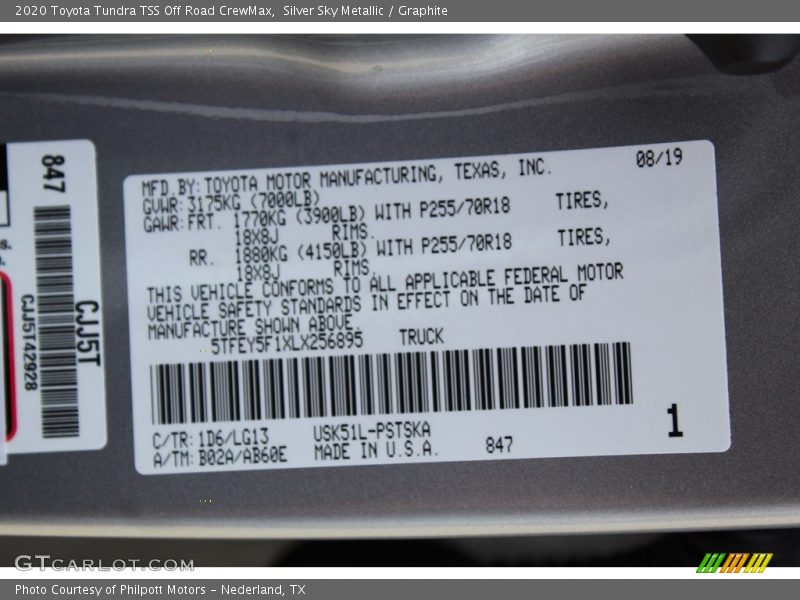 2020 Toyota Tundra TSS Off Road CrewMax, Silver Sky Metallic / Graphite
847
CJJ5T
CJJ5T42928
MFD.BY: TOYOTA MOTOR MANUFACTURING, TEXAS, INC. 08/19
GVWR: 3175KG (7000LB)
GAWR: FRT. 1770KG (3900LB) WITH P255/70R18 TIRES,
18X8J RIMS.
RR. 1880KG (4150LB) WITH P255/70R18 TIRES,
18X8J RIMS.
THIS VEHICLE CONFORMS TO ALL APPLICABLE FEDERAL MOTOR
VEHICLE SAFETY STANDARDS IN EFFECT ON THE DATE OF
MANUFACTURE SHOWN ABOVE.
5TFEY5F1XLX256895 TRUCK
C/TR: 1D6/LG13 USK51L-PSTSKA
A/TM: B02A/AB60E MADE IN U.S.A. 847
1
GTCARLOT.COM
Photo Courtesy of Philpott Motors - Nederland, TX